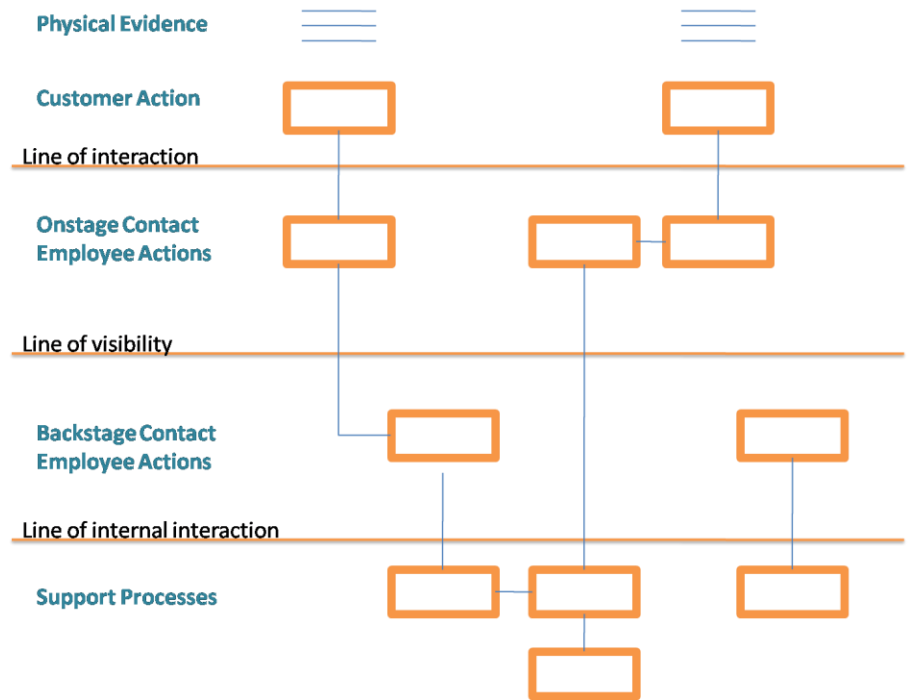 Physical Evidence
Customer Action
Line of interaction
Onstage Contact
Employee Actions
Line of visibility
Backstage Contact
Employee Actions
Line of internal interaction
Support Processes